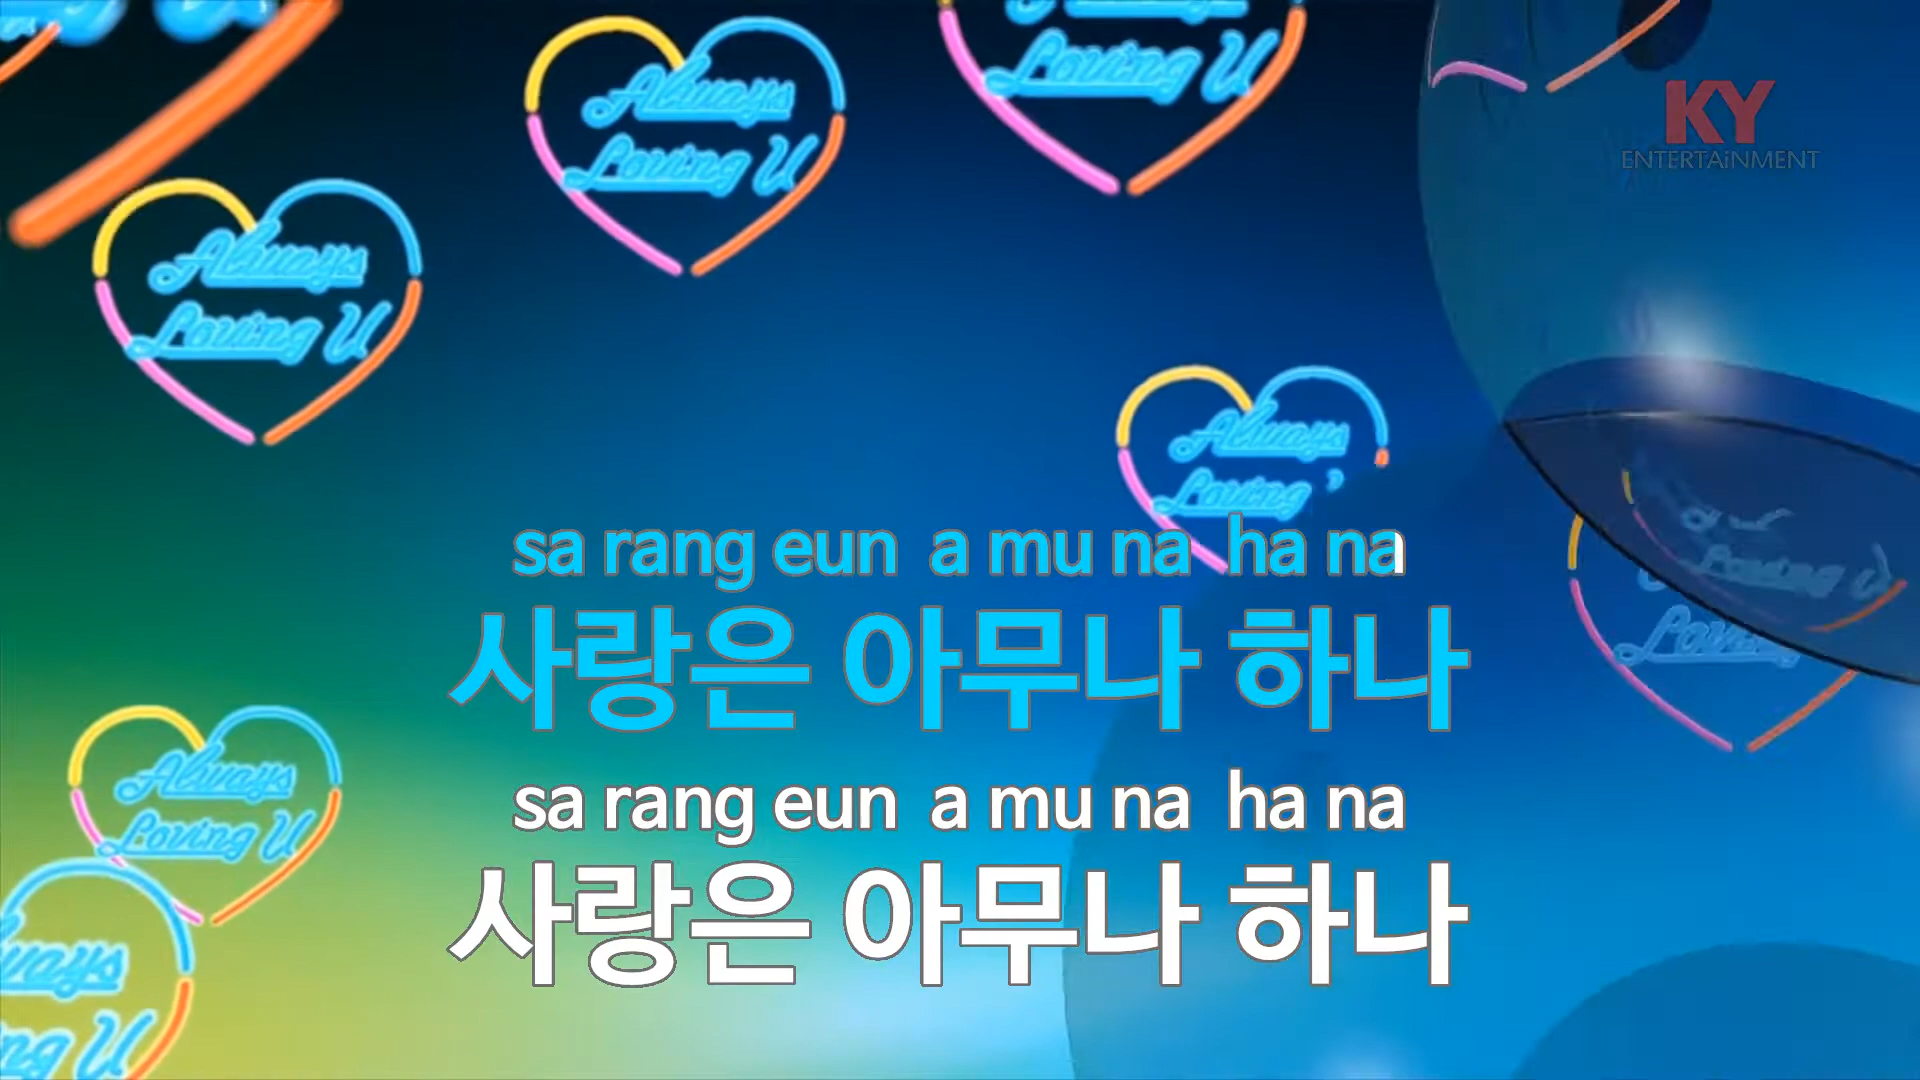 Always
Loving U
Loving U
KY
ENTERTAiNMENT
Always
Loving U
Always
Loving
sa rang eun a mu na ha na
사랑은 아무나 하나
Loving U
Always
Loving U
sa rang eun a mu na ha na
사랑은 아무나 하나